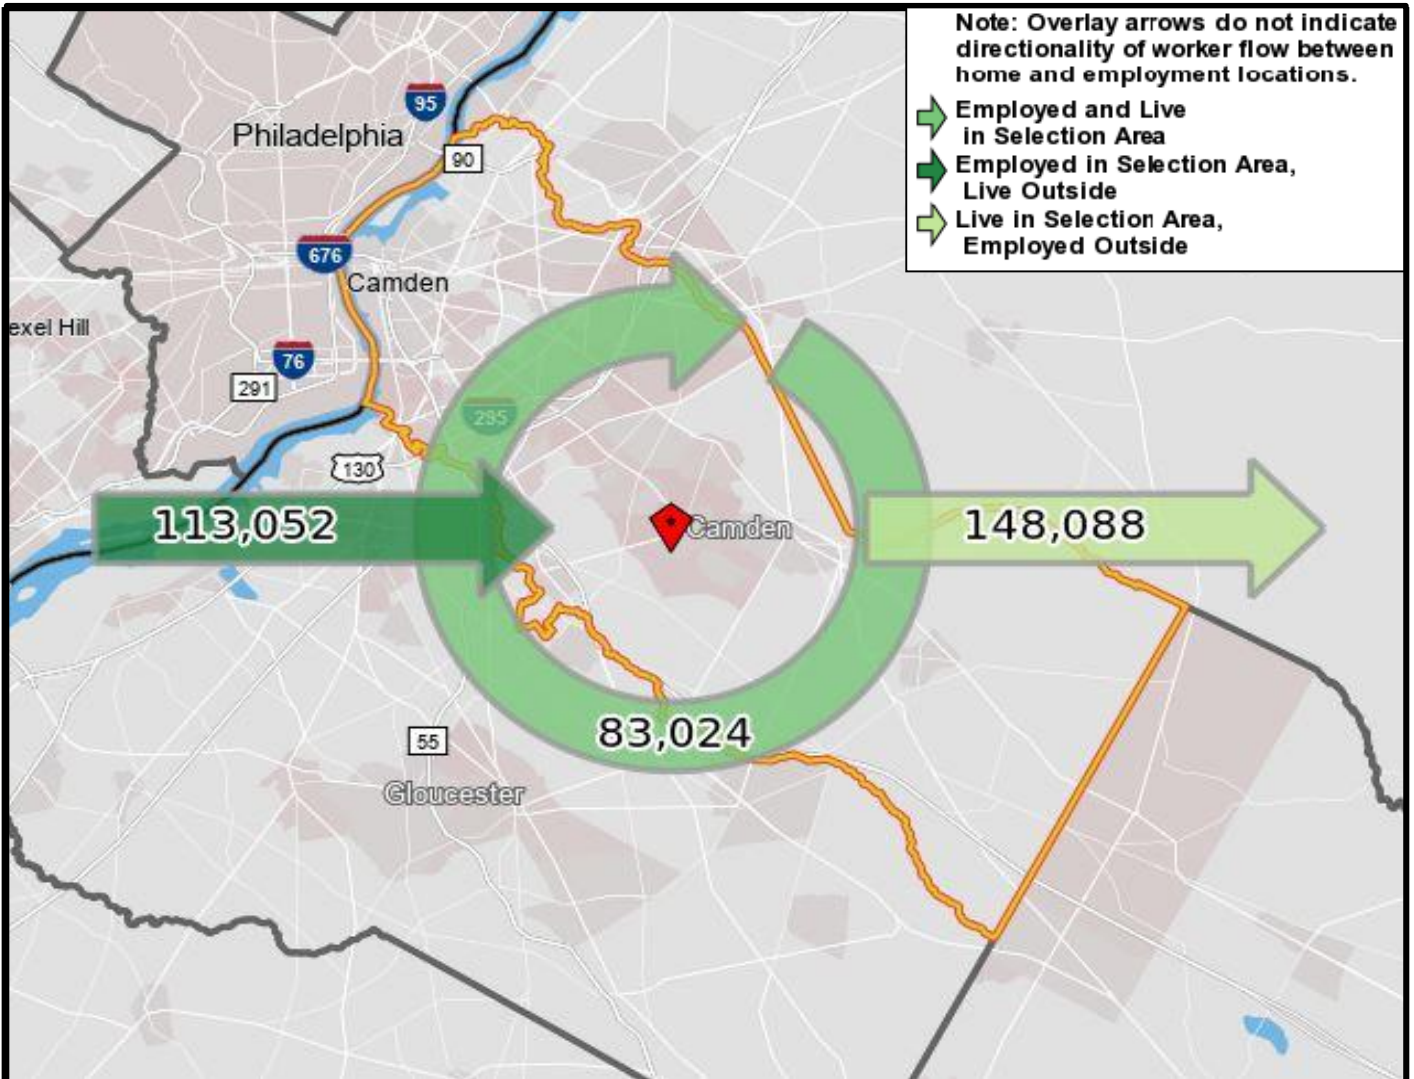 Note: Overlay arrows do not indicate
directionality of worker flow between
home and employment locations.
Employed and Live
in Selection Area
Employed in Selection Area,
Live Outside
Live in Selection Area,
Employed Outside
95
Philadelphia
90
676
Camden
exel Hill
76
291
295
130
113,052
Camden
148,088
83,024
55
Gloucester